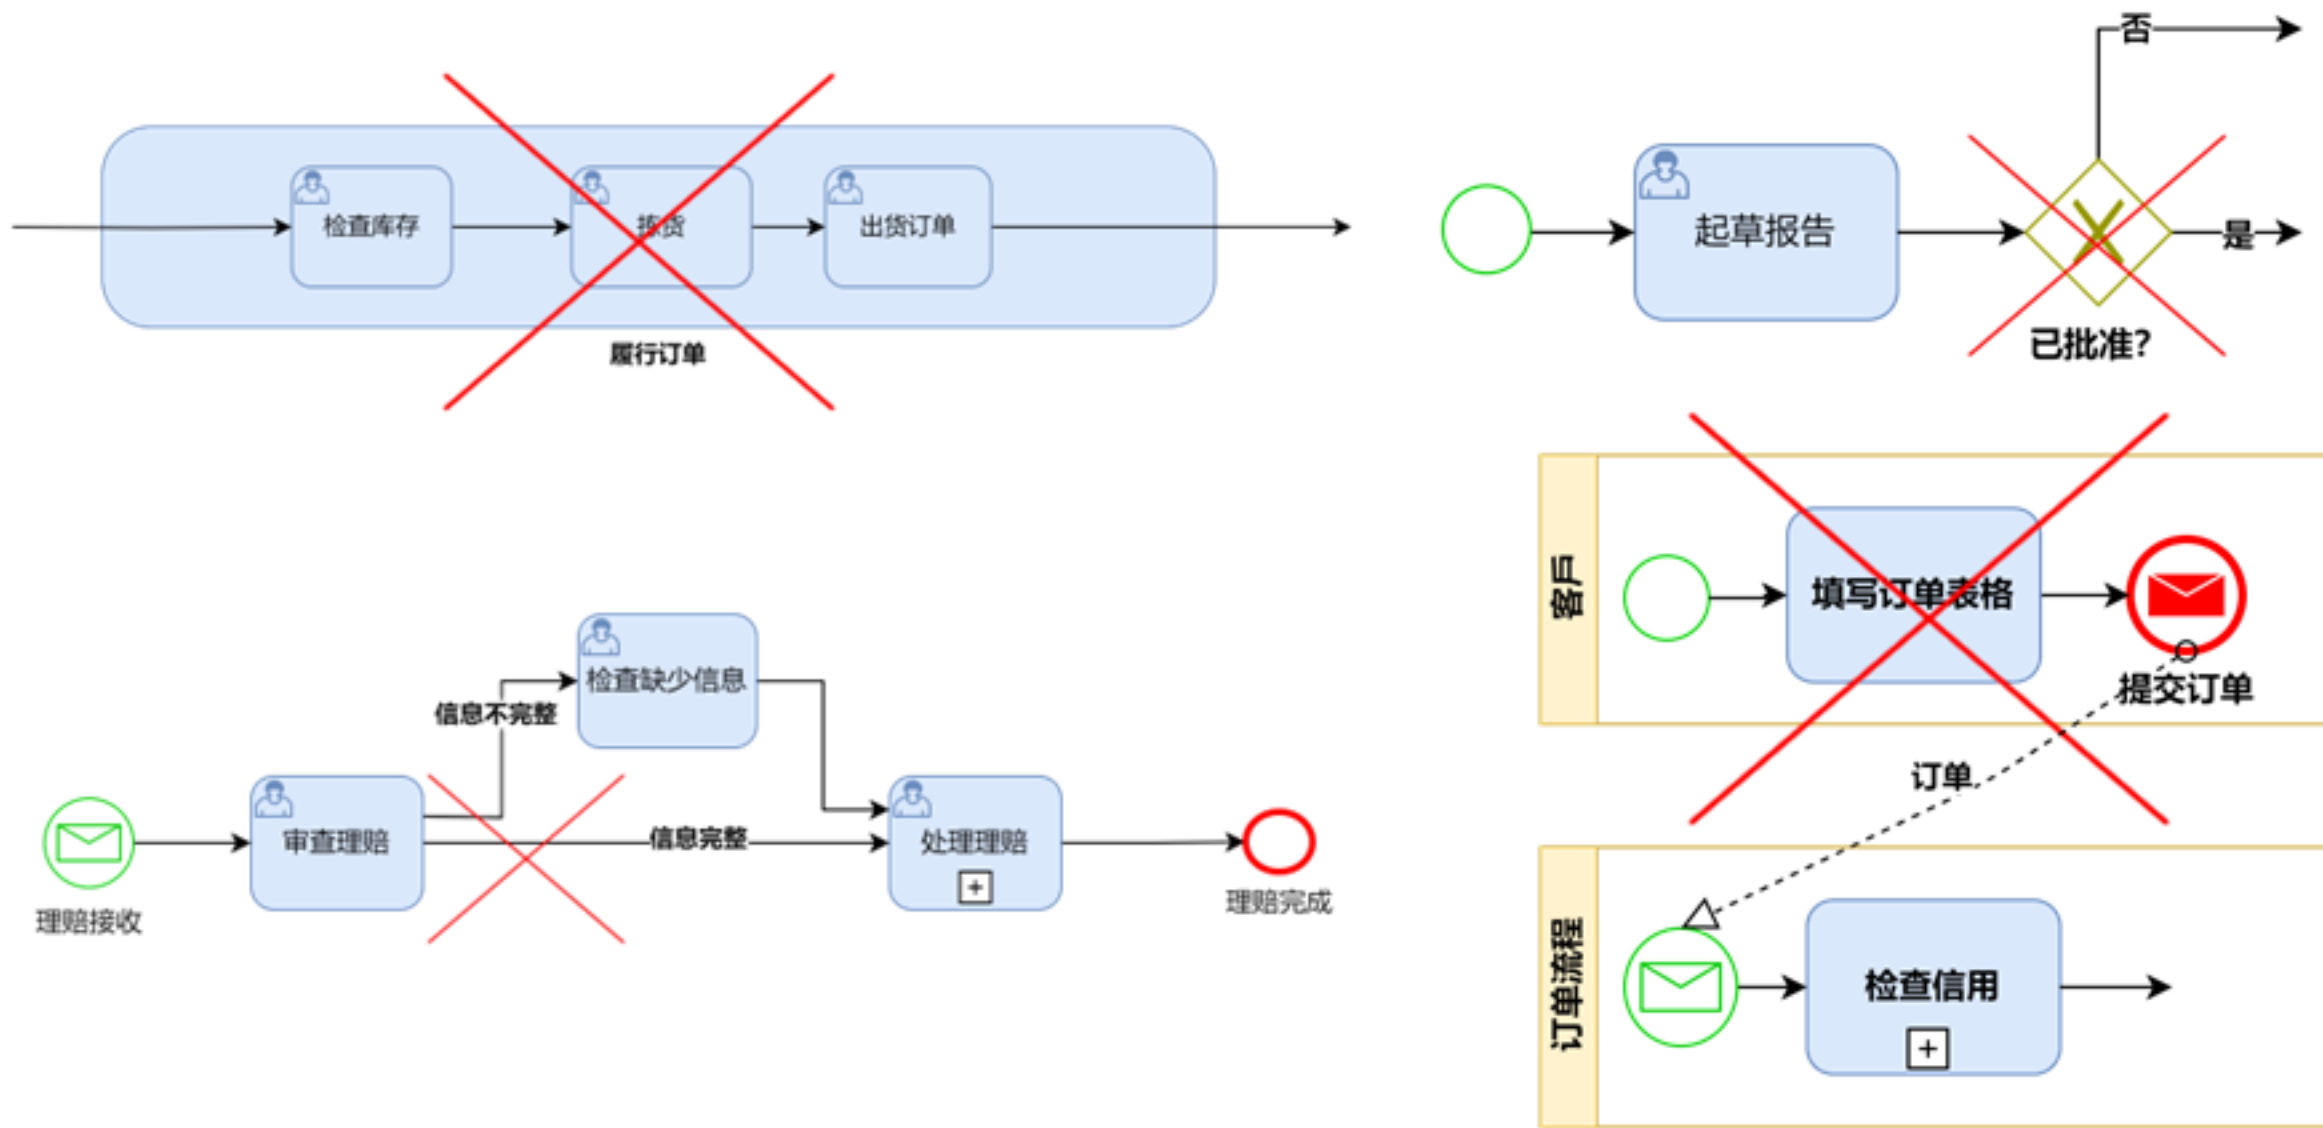 检查库存
拣货
出货订单
履行订单
否
起草报告
是
已批准?
检查缺少信息
信息不完整
审查理赔
信息完整
处理理赔
理赔接收
理赔完成
客戶
填写订单表格
提交订单
订单
订单流程
检查信用